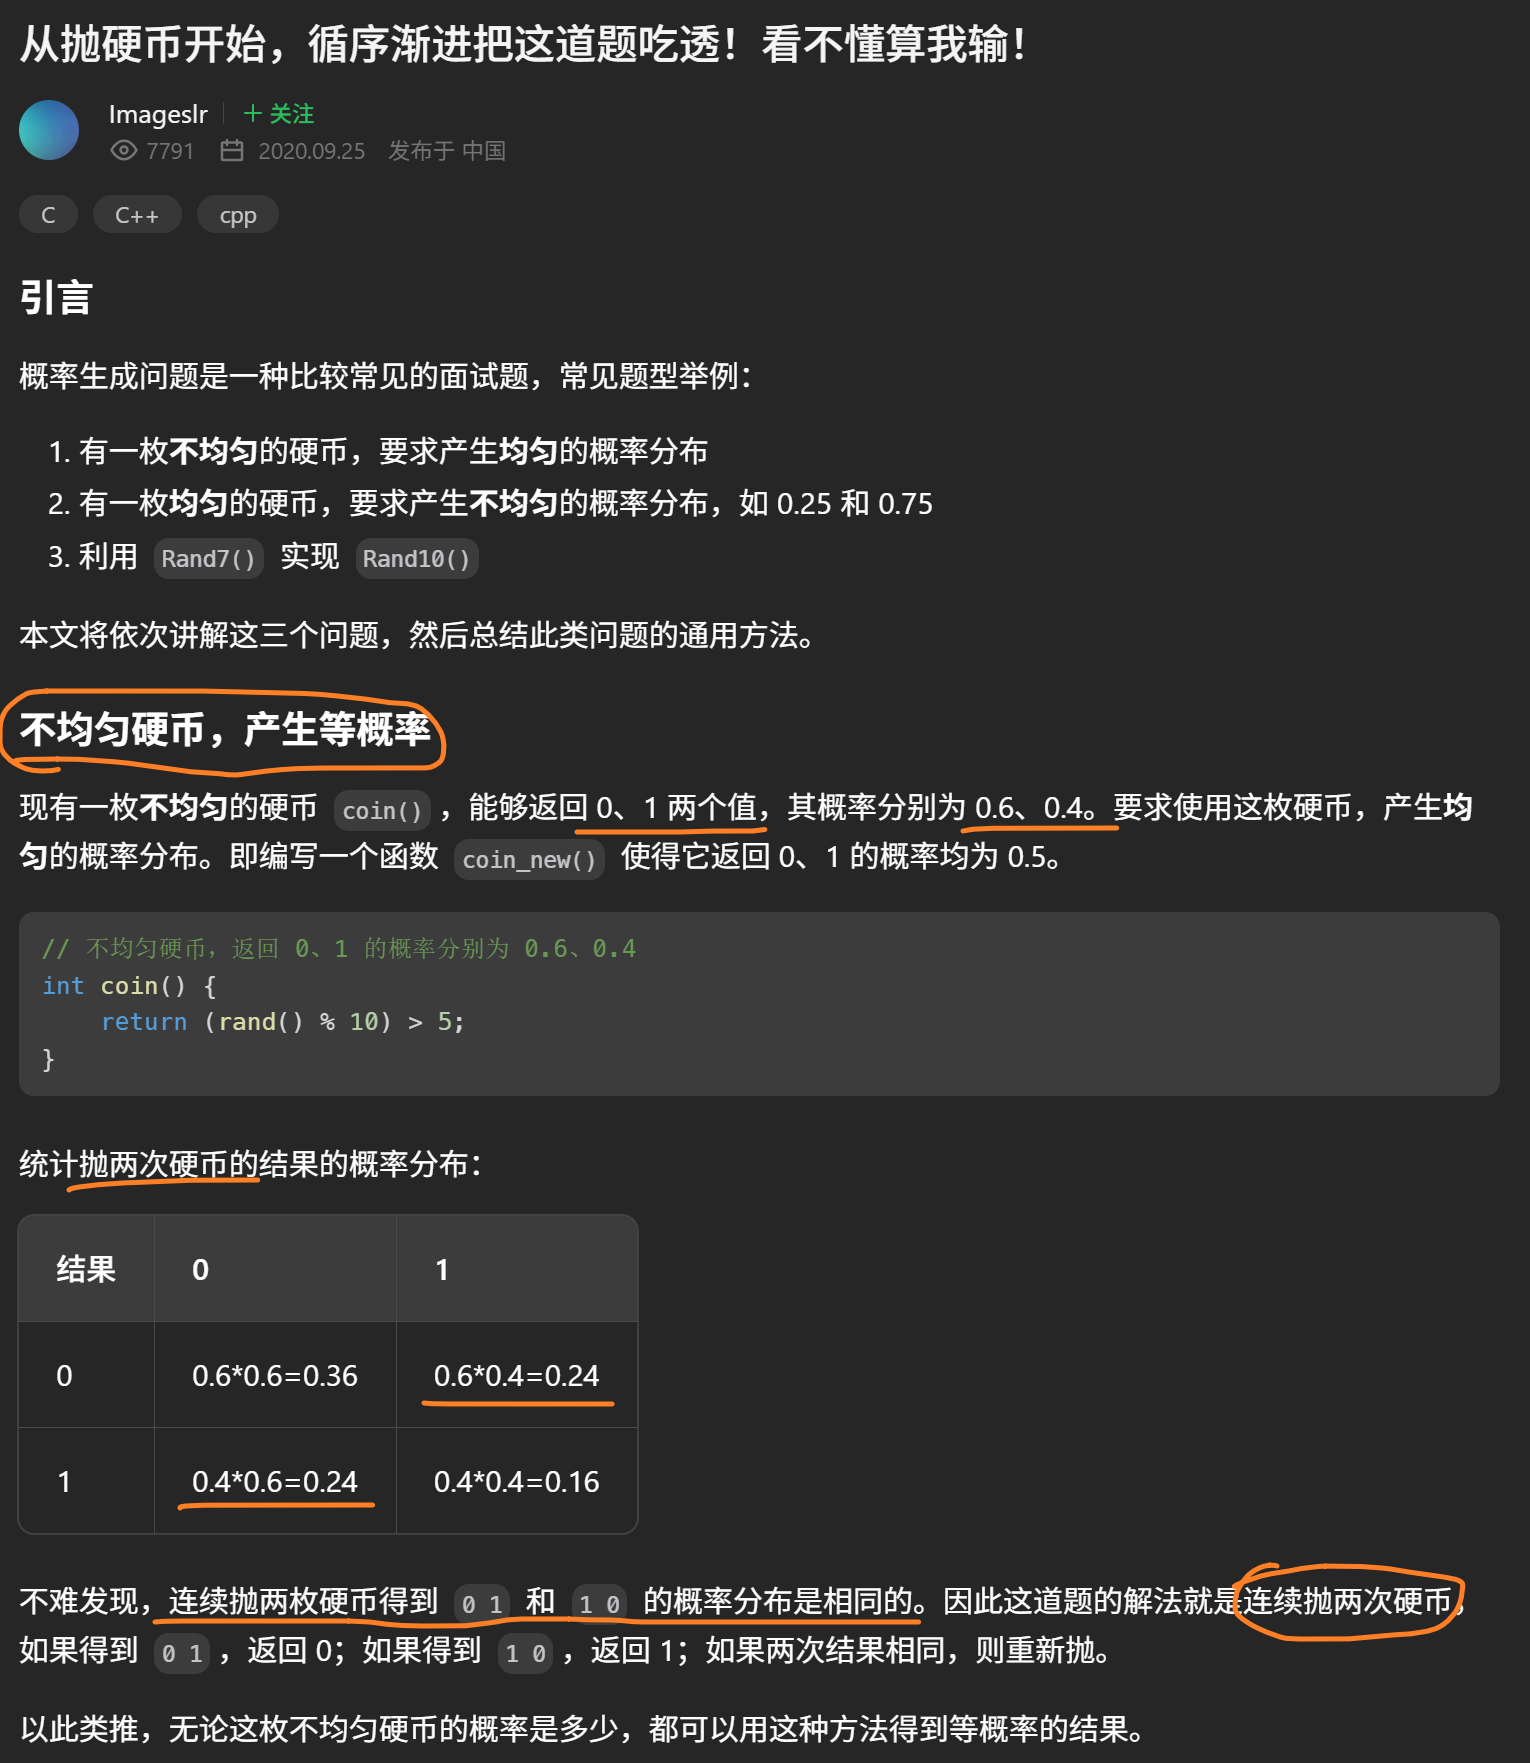 从抛硬币开始，循序渐进把这道题吃透！看不懂算我输！
Imageslr
+ 关注
7791 2020.09.25 发布于 中国
C C++ cpp
引言
概率生成问题是一种比较常见的面试题，常见题型举例：
1. 有一枚不均匀的硬币，要求产生均匀的概率分布
2. 有一枚均匀的硬币，要求产生不均匀的概率分布，如 0.25 和 0.75
3. 利用 Rand7() 实现 Rand10()
本文将依次讲解这三个问题，然后总结此类问题的通用方法。
不均匀硬币，产生等概率
现有一枚不均匀的硬币 coin() ，能够返回 0、1 两个值，其概率分别为 0.6、0.4。要求使用这枚硬币，产生均
匀的概率分布。即编写一个函数 coin_new() 使得它返回 0、1 的概率均为 0.5。
// 不均匀硬币，返回 0、1 的概率分别为 0.6、0.4
int coin() {
    return (rand() % 10) > 5;
}
统计抛两次硬币的结果的概率分布：
结果 0 1
0 0.6*0.6=0.36 0.6*0.4=0.24
1 0.4*0.6=0.24 0.4*0.4=0.16
不难发现，连续抛两枚硬币得到 0 1 和 1 0 的概率分布是相同的。因此这道题的解法就是连续抛两次硬币，
如果得到 0 1 ，返回 0；如果得到 1 0 ，返回 1；如果两次结果相同，则重新抛。
以此类推，无论这枚不均匀硬币的概率是多少，都可以用这种方法得到等概率的结果。